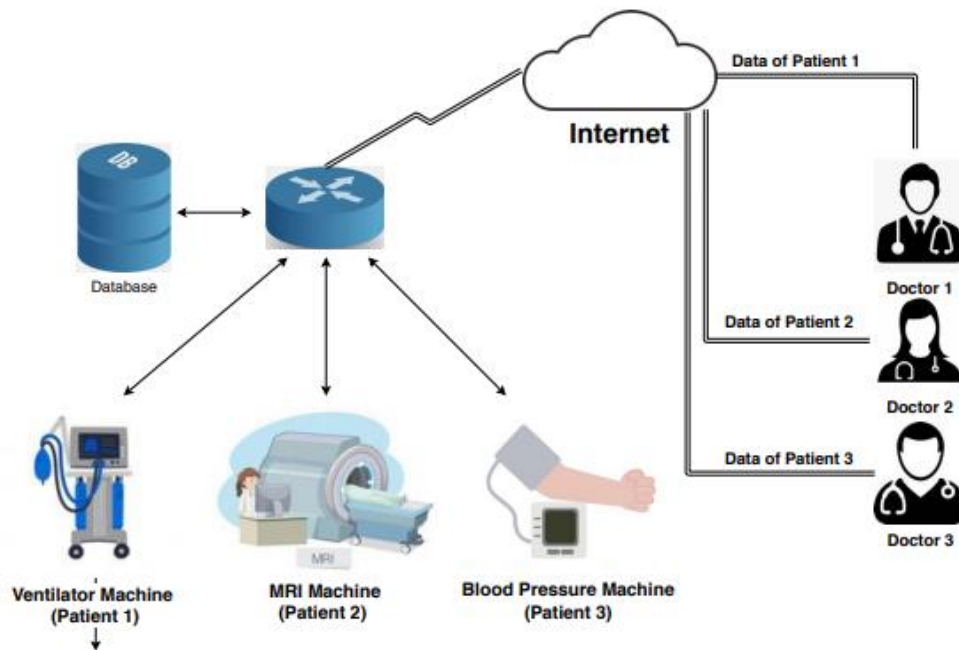 Data of Patient 1
Internet
DB
Database
Doctor 1
Data of Patient 2
Doctor 2
Data of Patient 3
Doctor 3
MRI
Ventilator Machine
(Patient 1)
MRI Machine
(Patient 2)
Blood Pressure Machine
(Patient 3)